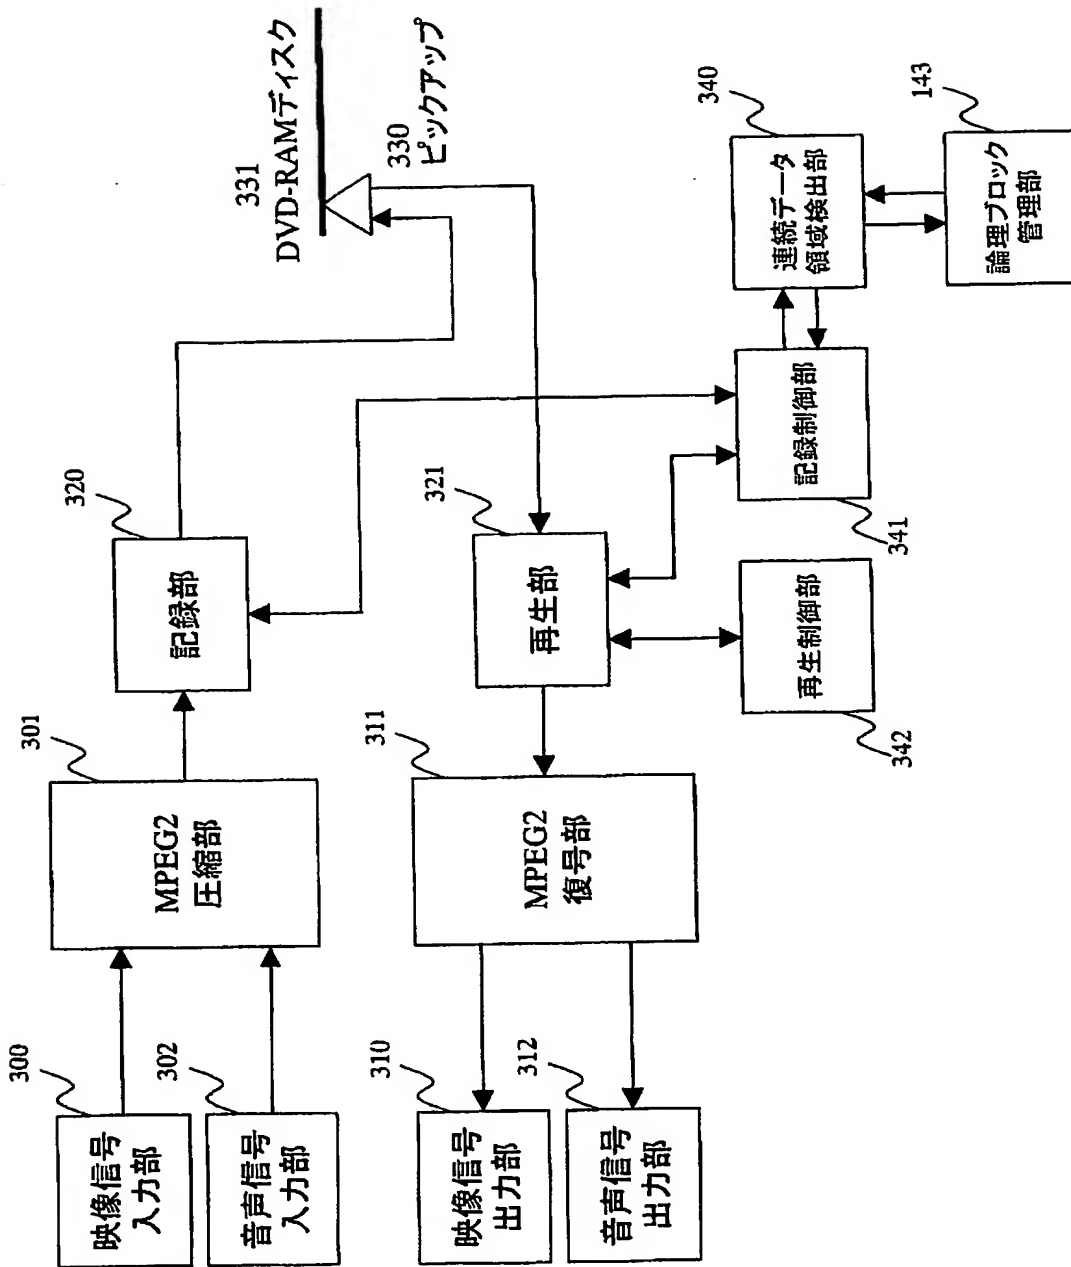 300
映像信号
入力部
302
音声信号
入力部
301
MPEG2
圧縮部
320
記録部
331
DVD-RAMディスク
330
ピックアップ
310
映像信号
出力部
312
音声信号
出力部
311
MPEG2
復号部
321
再生部
342
再生制御部
341
記録制御部
340
連続データ
領域検出部
143
論理ブロック
管理部